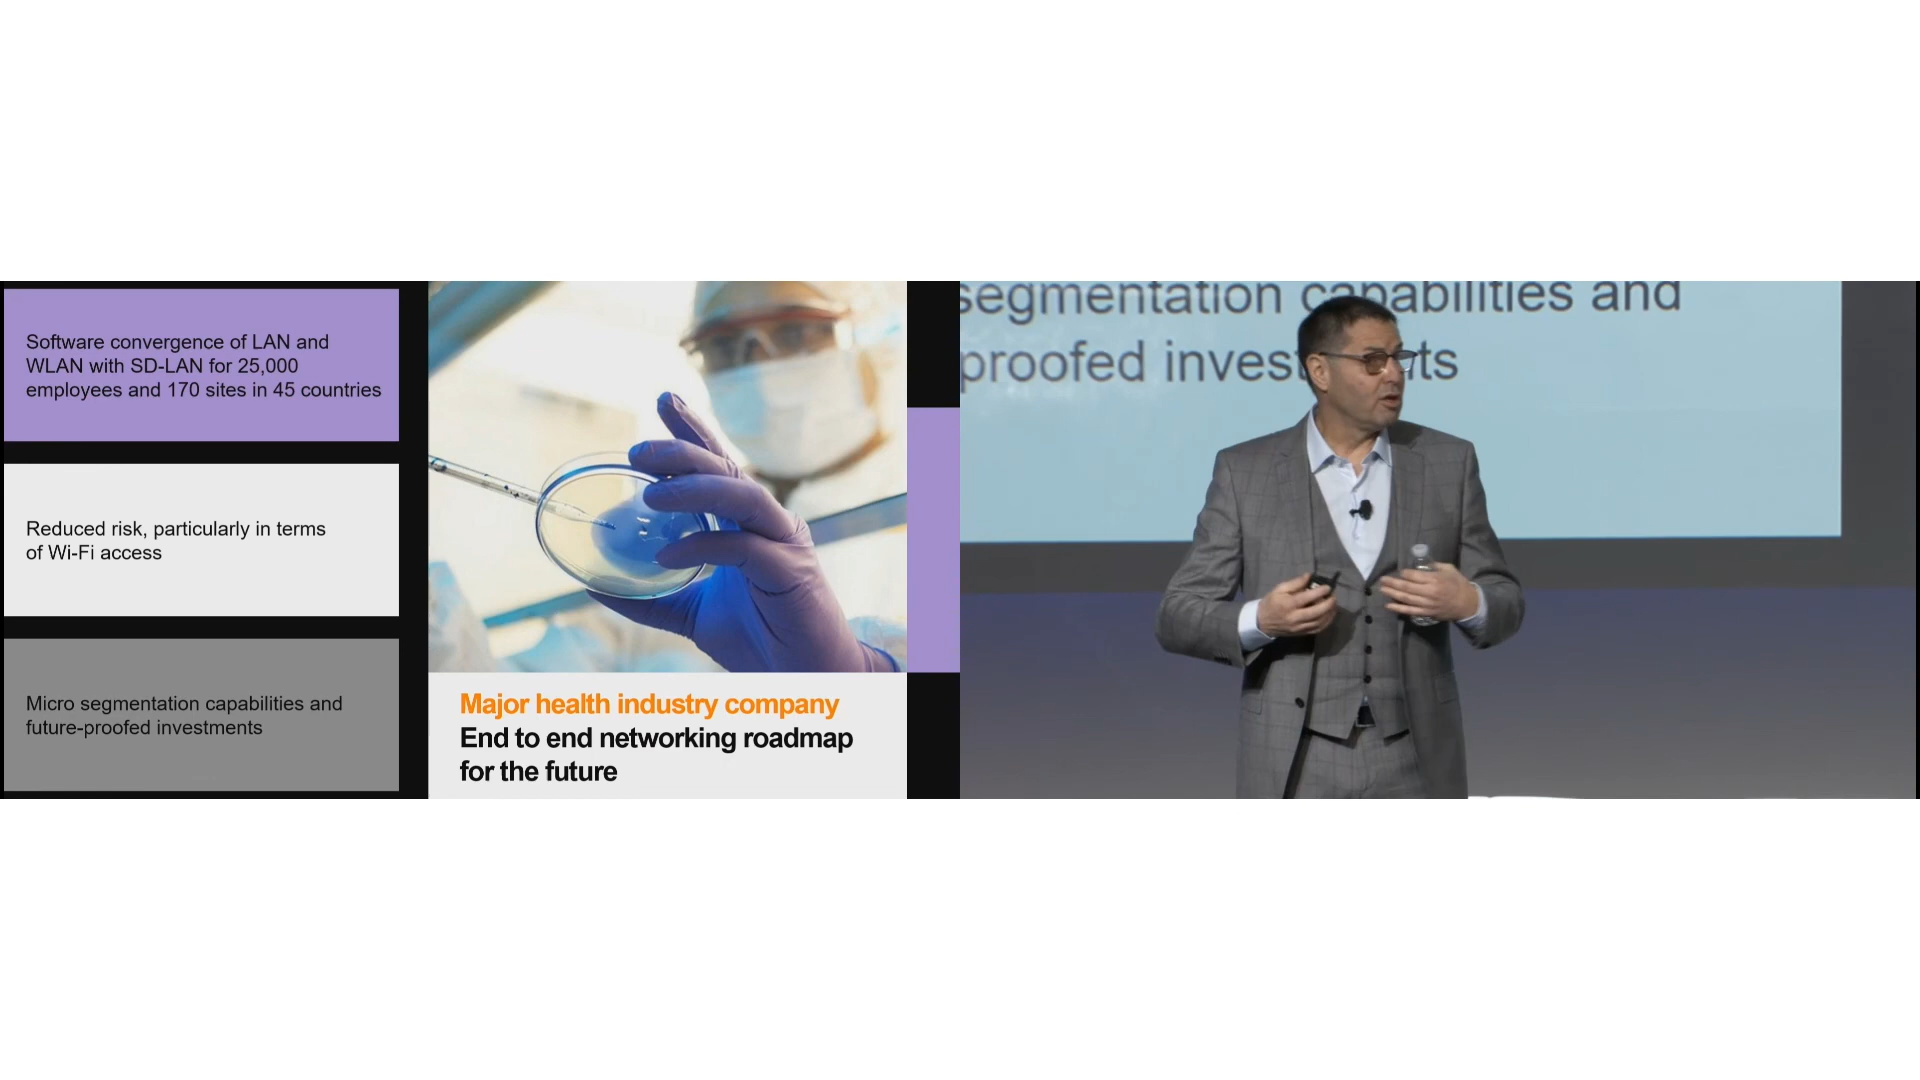 Software convergence of LAN and
WLAN with SD-LAN for 25,000
employees and 170 sites in 45 countries
Reduced risk, particularly in terms
of Wi-Fi access
Micro segmentation capabilities and
future-proofed investments
Major health industry company
End to end networking roadmap
for the future
segmentation capabilities and
proofed investments